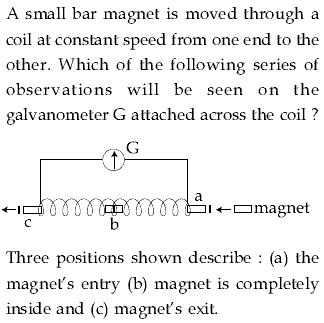 A small bar magnet is moved through a
coil at constant speed from one end to the
other. Which of the following series of
observations will be seen on the
galvanometer G attached across the coil ?
G
a
magnet
c
b
Three positions shown describe : (a) the
magnet's entry (b) magnet is completely
inside and (c) magnet's exit.